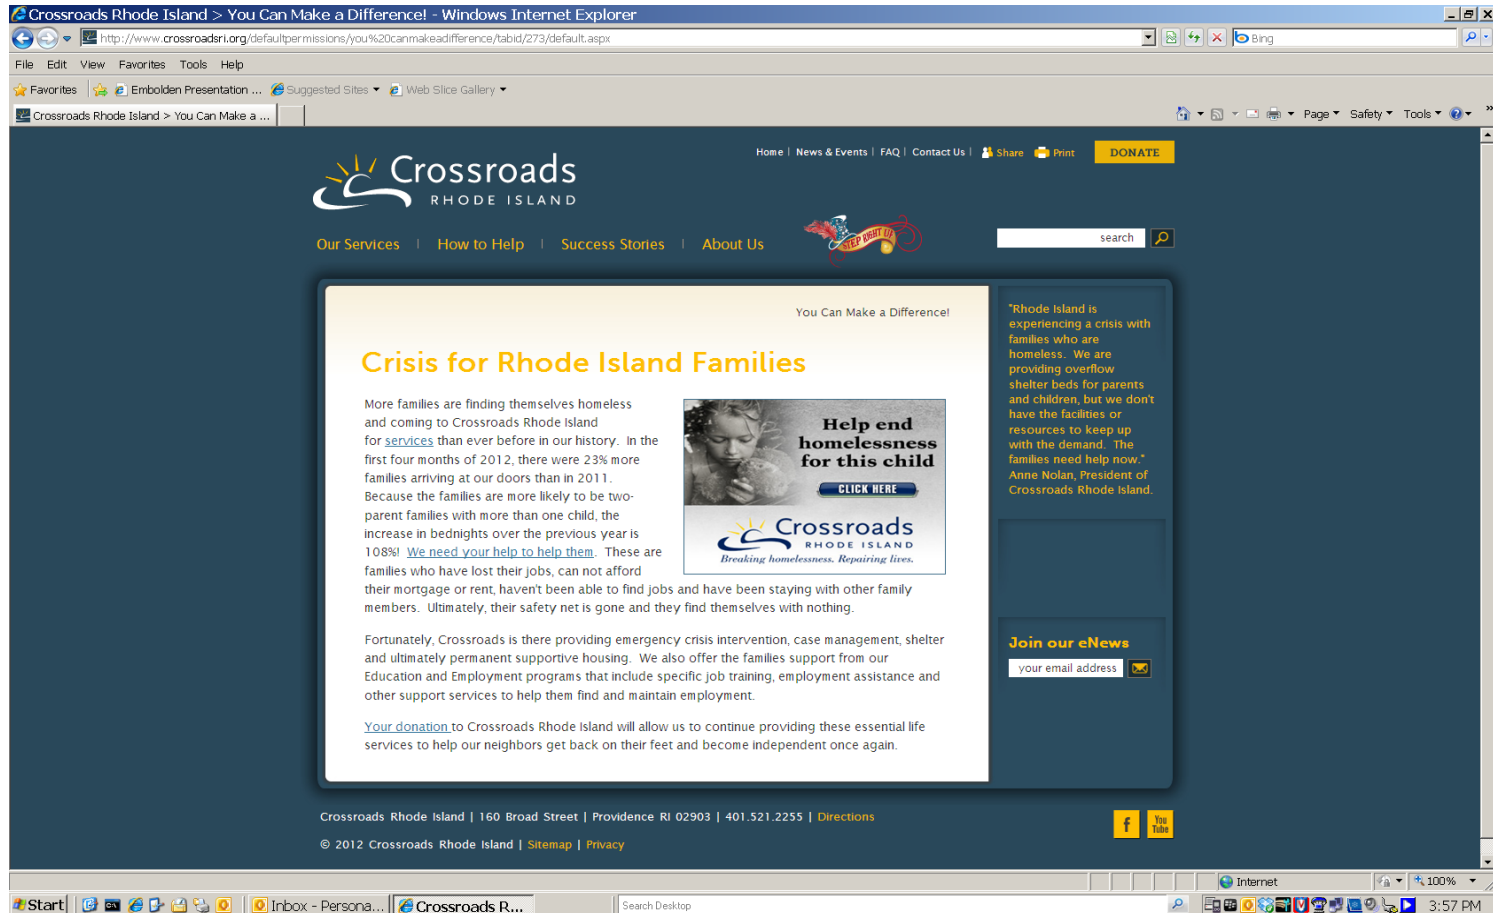 Crossroads Rhode Island > You Can Make a Difference! - Windows Internet Explorer
http://www.crossroadsri.org/defaultpermissions/you%20canmakeadifference/tabid/273/default.aspx
Bing
File Edit View Favorites Tools Help
Favorites Embolden Presentation ... Suggested Sites Web Slice Gallery
Crossroads Rhode Island > You Can Make a ...
Page Safety Tools
Home | News & Events | FAQ | Contact Us | Share Print DONATE
Crossroads
RHODE ISLAND
Our Services | How to Help | Success Stories | About Us
STEP RIGHT UP
search
You Can Make a Difference!
Crisis for Rhode Island Families
More families are finding themselves homeless
and coming to Crossroads Rhode Island
for services than ever before in our history. In the
first four months of 2012, there were 23% more
families arriving at our doors than in 2011.
Because the families are more likely to be two-
parent families with more than one child, the
increase in bednights over the previous year is
108%! We need your help to help them. These are
families who have lost their jobs, can not afford
their mortgage or rent, haven't been able to find jobs and have been staying with other family
members. Ultimately, their safety net is gone and they find themselves with nothing.
Help end
homelessness
for this child
CLICK HERE
Crossroads
RHODE ISLAND
Breaking homelessness. Repairing lives.
Fortunately, Crossroads is there providing emergency crisis intervention, case management, shelter
and ultimately permanent supportive housing. We also offer the families support from our
Education and Employment programs that include specific job training, employment assistance and
other support services to help them find and maintain employment.
Your donation to Crossroads Rhode Island will allow us to continue providing these essential life
services to help our neighbors get back on their feet and become independent once again.
"Rhode Island is
experiencing a crisis with
families who are
homeless. We are
providing overflow
shelter beds for parents
and children, but we don't
have the facilities or
resources to keep up
with the demand. The
families need help now."
Anne Nolan, President of
Crossroads Rhode Island.
Join our eNews
your email address
Crossroads Rhode Island | 160 Broad Street | Providence RI 02903 | 401.521.2255 | Directions
f
You
Tube
© 2012 Crossroads Rhode Island | Sitemap | Privacy
Internet 100%
Start Inbox - Persona... Crossroads R... Search Desktop 3:57 PM